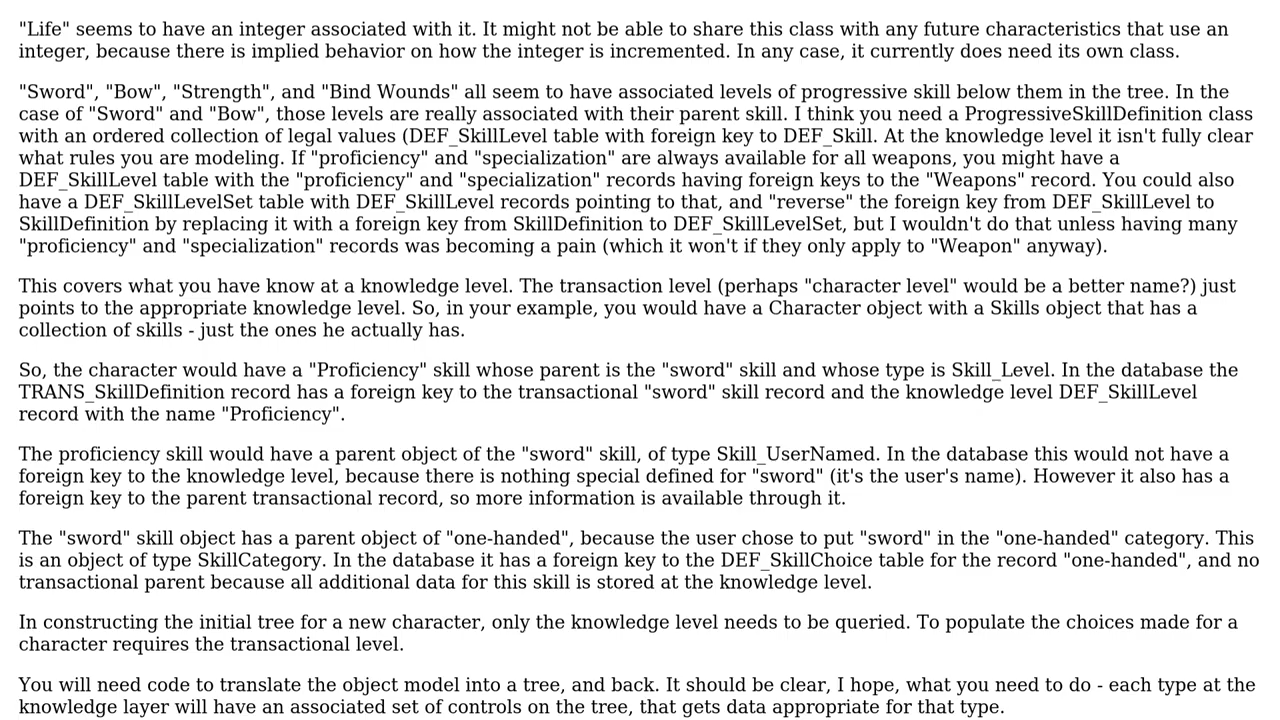 "Life" seems to have an integer associated with it. It might not be able to share this class with any future characteristics that use an
integer, because there is implied behavior on how the integer is incremented. In any case, it currently does need its own class.
"Sword", "Bow", "Strength", and "Bind Wounds" all seem to have associated levels of progressive skill below them in the tree. In the
case of "Sword" and "Bow", those levels are really associated with their parent skill. I think you need a ProgressiveSkillDefinition class
with an ordered collection of legal values (DEF_SkillLevel table with foreign key to DEF_Skill. At the knowledge level it isn't fully clear
what rules you are modeling. If "proficiency" and "specialization" are always available for all weapons, you might have a
DEF_SkillLevel table with the "proficiency" and "specialization" records having foreign keys to the "Weapons" record. You could also
have a DEF_SkillLevelSet table with DEF_SkillLevel records pointing to that, and "reverse" the foreign key from DEF_SkillLevel to
SkillDefinition by replacing it with a foreign key from SkillDefinition to DEF_SkillLevelSet, but I wouldn't do that unless having many
"proficiency" and "specialization" records was becoming a pain (which it won't if they only apply to "Weapon" anyway).
This covers what you have know at a knowledge level. The transaction level (perhaps "character level" would be a better name?) just
points to the appropriate knowledge level. So, in your example, you would have a Character object with a Skills object that has a
collection of skills - just the ones he actually has.
So, the character would have a "Proficiency" skill whose parent is the "sword" skill and whose type is Skill_Level. In the database the
TRANS_SkillDefinition record has a foreign key to the transactional "sword" skill record and the knowledge level DEF_SkillLevel
record with the name "Proficiency".
The proficiency skill would have a parent object of the "sword" skill, of type Skill_UserNamed. In the database this would not have a
foreign key to the knowledge level, because there is nothing special defined for "sword" (it's the user's name). However it also has a
foreign key to the parent transactional record, so more information is available through it.
The "sword" skill object has a parent object of "one-handed", because the user chose to put "sword" in the "one-handed" category. This
is an object of type SkillCategory. In the database it has a foreign key to the DEF_SkillChoice table for the record "one-handed", and no
transactional parent because all additional data for this skill is stored at the knowledge level.
In constructing the initial tree for a new character, only the knowledge level needs to be queried. To populate the choices made for a
character requires the transactional level.
You will need code to translate the object model into a tree, and back. It should be clear, I hope, what you need to do - each type at the
knowledge layer will have an associated set of controls on the tree, that gets data appropriate for that type.